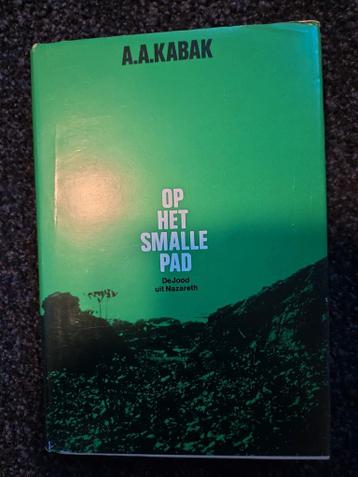 A.A.KABAK
OP
HET
SMALLE
PAD
De Jood
uit Nazareth